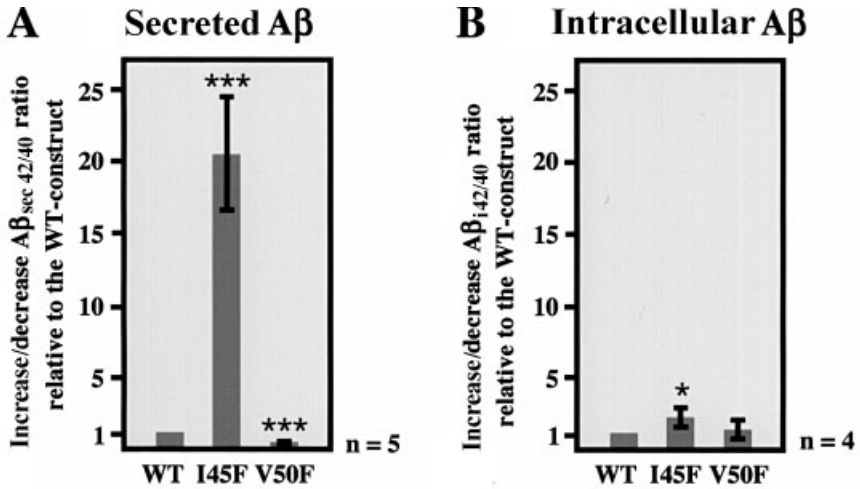 A Secreted Aβ
Increase/decrease Aβsec 42/40 ratio
relative to the WT-construct
25
20
15
10
5
1
***
***
WT I45F V50F
n = 5
B Intracellular Aβ
Increase/decrease Aβi42/40 ratio
relative to the WT-construct
25
20
15
10
5
1
*
WT I45F V50F
n = 4